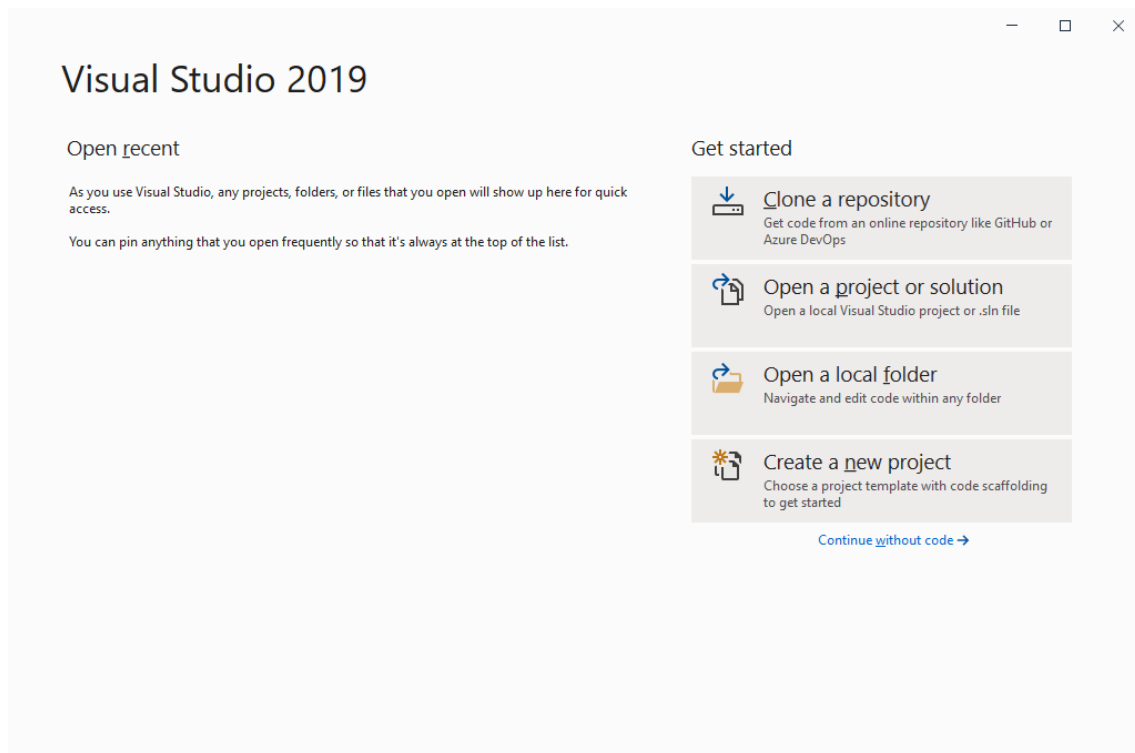 Visual Studio 2019
Open recent
As you use Visual Studio, any projects, folders, or files that you open will show up here for quick
access.
You can pin anything that you open frequently so that it's always at the top of the list.
Get started
Clone a repository
Get code from an online repository like GitHub or
Azure DevOps
Open a project or solution
Open a local Visual Studio project or .sln file
Open a local folder
Navigate and edit code within any folder
Create a new project
Choose a project template with code scaffolding
to get started
Continue without code →